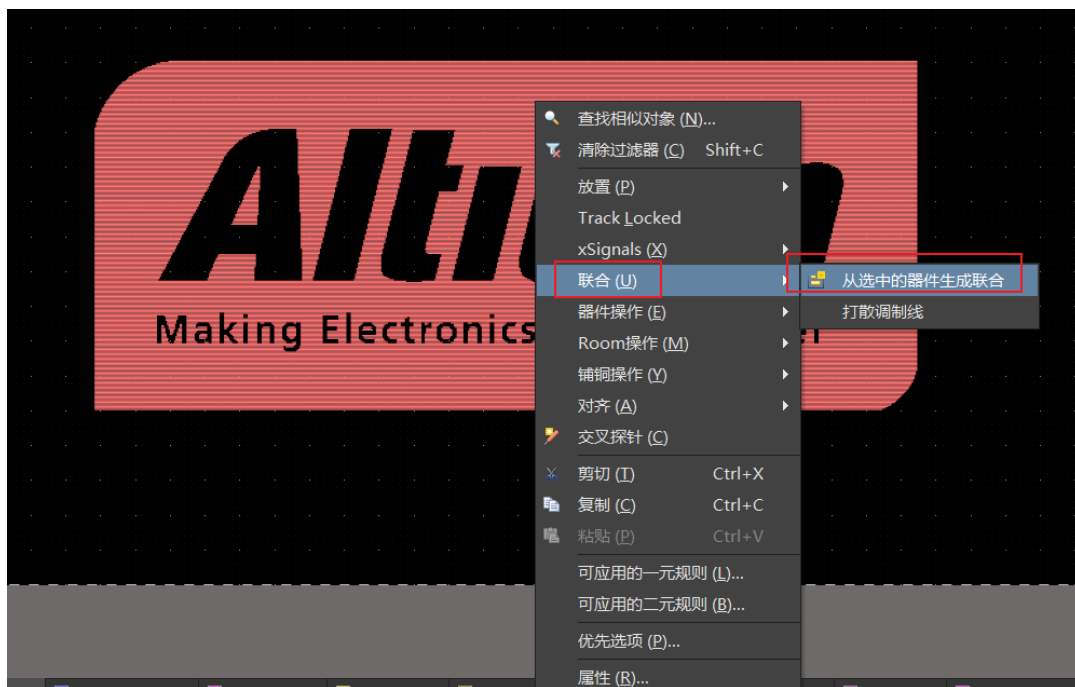 Making Electronics
查找相似对象 (N)...
清除过滤器 (C) Shift+C
放置 (P)
Track Locked
xSignals (X)
联合 (U)
从选中的器件生成联合
器件操作 (E)
打散调制线
Room操作 (M)
铺铜操作 (Y)
对齐 (A)
交叉探针 (C)
剪切 (T) Ctrl+X
复制 (C) Ctrl+C
粘贴 (P) Ctrl+V
可应用的一元规则 (L)...
可应用的二元规则 (B)...
优先选项 (P)...
属性 (R)...